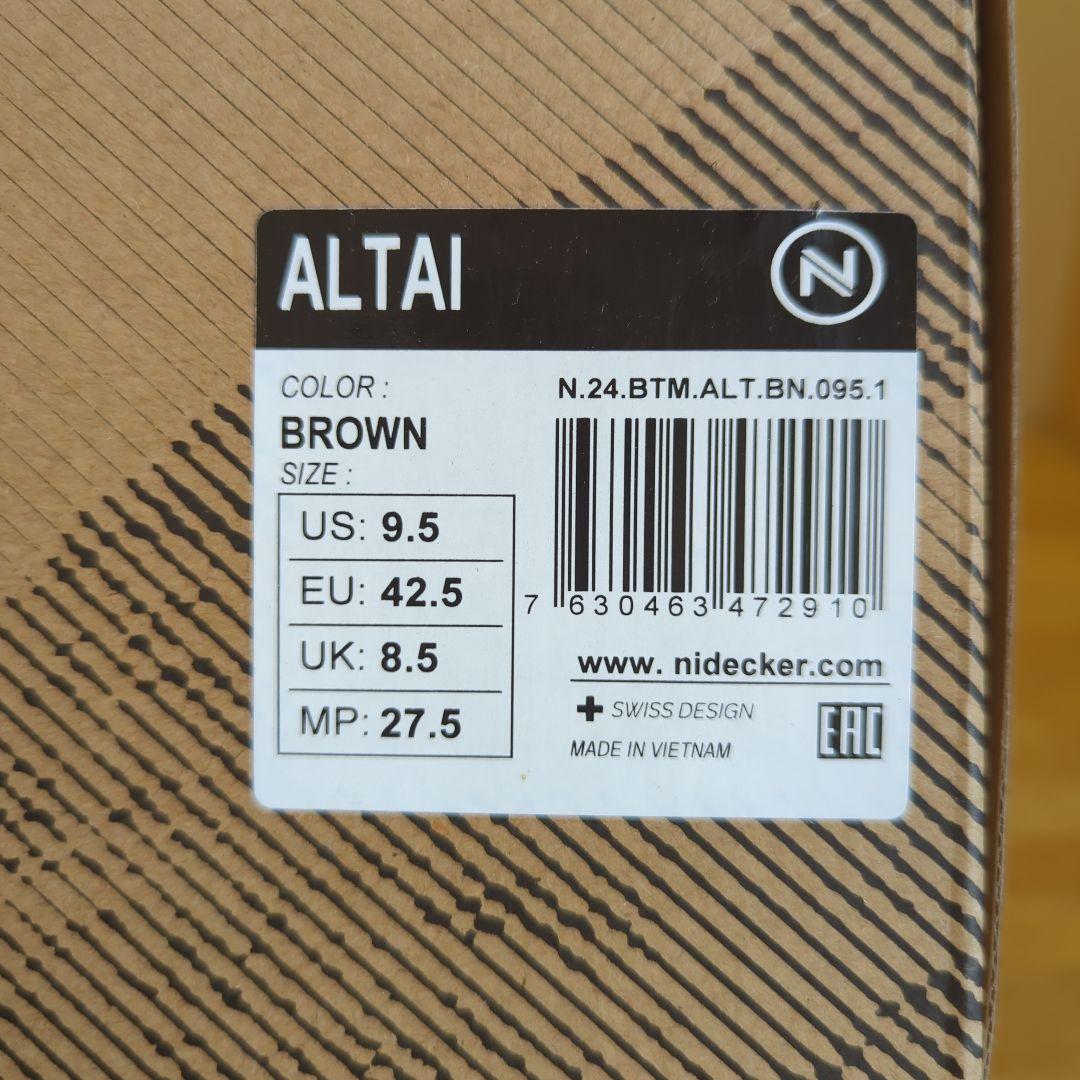 ALTAI
N
COLOR :
BROWN
SIZE :
US: 9.5
EU: 42.5
UK: 8.5
MP: 27.5
N.24.BTM.ALT.BN.095.1
7 630463 472910
www. nidecker.com
SWISS DESIGN
MADE IN VIETNAM
EAC